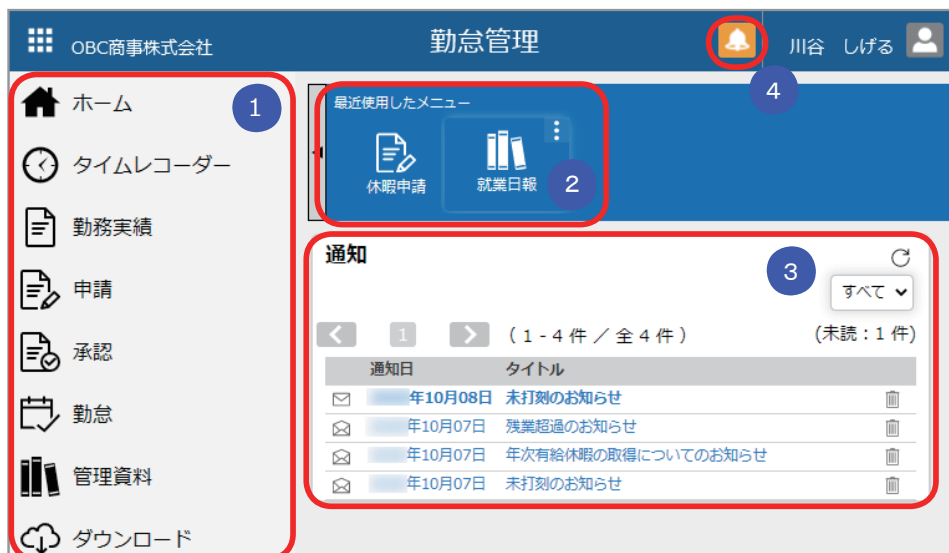 OBC商事株式会社
勤怠管理
川谷 しげる
4
ホーム
1
タイムレコーダー
勤務実績
申請
承認
勤怠
管理資料
ダウンロード
最近使用したメニュー
休暇申請
就業日報
2
通知
3
すべて
1
(1-4件/全4件)
(未読:1件)
通知日 タイトル
年10月08日 未打刻のお知らせ
年10月07日 残業超過のお知らせ
年10月07日 年次有給休暇の取得についてのお知らせ
年10月07日 未打刻のお知らせ